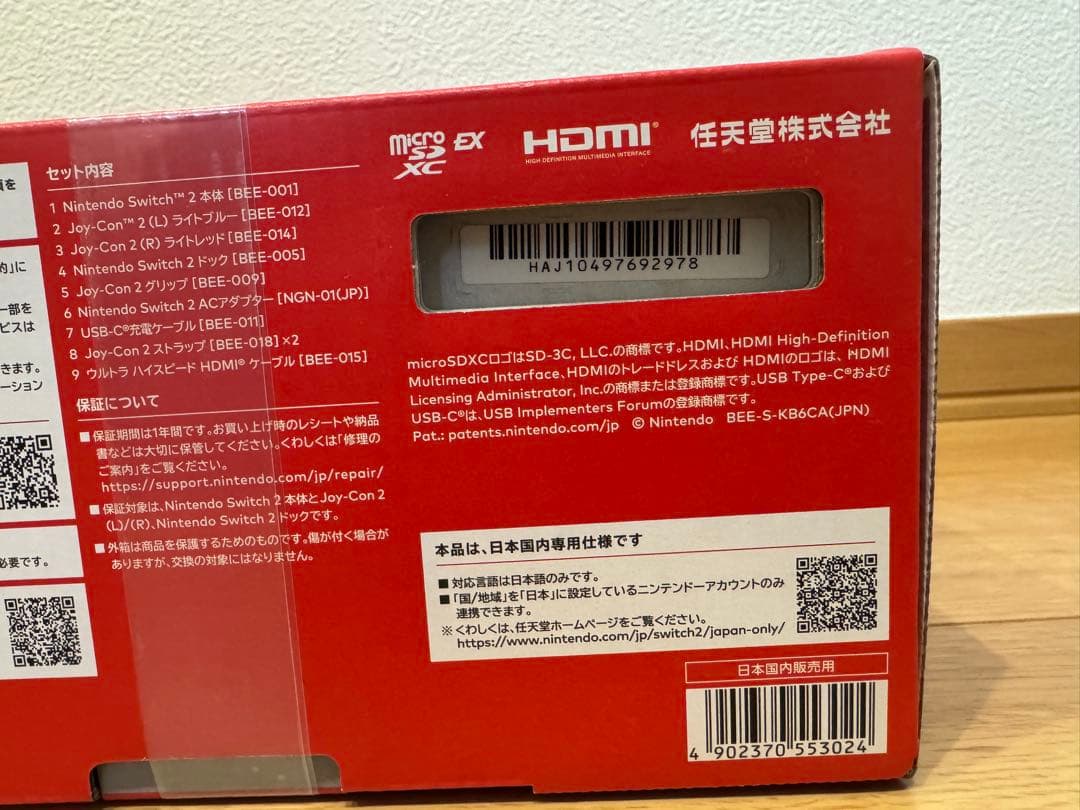 頃を
的」に
一部を
ビスは
きます。
ーション
必要です。
セット内容
1 Nintendo Switch™ 2 本体 [BEE-001]
2 Joy-Con™ 2 (L) ライトブルー [BEE-012]
3 Joy-Con 2 (R) ライトレッド [BEE-014]
4 Nintendo Switch 2 ドック [BEE-005]
5 Joy-Con 2 グリップ [BEE-009]
6 Nintendo Switch 2 ACアダプター [NGN-01(JP)]
7 USB-C®充電ケーブル [BEE-011]
8 Joy-Con 2 ストラップ [BEE-018]×2
9 ウルトラ ハイスピード HDMI® ケーブル [BEE-015]
保証について
■保証期間は1年間です。お買い上げ時のレシートや納品
書などは大切に保管してください。くわしくは「修理の
ご案内」をご覧ください。
https://support.nintendo.com/jp/repair/
■保証対象は、Nintendo Switch 2 本体とJoy-Con 2
(L)/(R)、Nintendo Switch 2 ドックです。
■外箱は商品を保護するためのものです。傷が付く場合が
ありますが、交換の対象にはなりません。
micro SD XC EX
HDMI®
HIGH DEFINITION MULTIMEDIA INTERFACE
任天堂株式会社
HAJ10497692978
microSDXCロゴはSD-3C, LLC.の商標です。HDMI、HDMI High-Definition
Multimedia Interface、HDMIのトレードドレスおよび HDMIのロゴは、HDMI
Licensing Administrator, Inc.の商標または登録商標です。USB Type-C®および
USB-C®は、USB Implementers Forumの登録商標です。
Pat.: patents.nintendo.com/jp © Nintendo BEE-S-KB6CA(JPN)
本品は、日本国内専用仕様です
■対応言語は日本語のみです。
■「国/地域」を「日本」に設定しているニンテンドーアカウントのみ
連携できます。
※くわしくは、任天堂ホームページをご覧ください。
https://www.nintendo.com/jp/switch2/japan-only/
日本国内販売用
4 902370 553024